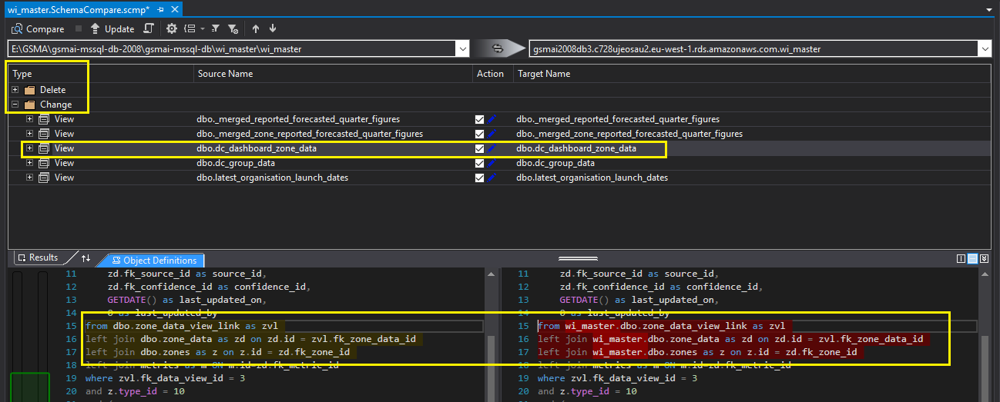 wi_master.SchemaCompare.scmp*
Compare Update
E:\GSMA\gsmai-mssql-db-2008\gsmai-mssql-db\wi_master\wi_master gsmai2008db3.c728ujeosau2.eu-west-1.rds.amazonaws.com.wi_master
Type Source Name Action Target Name
Delete
Change
View dbo._merged_reported_forecasted_quarter_figures dbo._merged_reported_forecasted_quarter_figures
View dbo._merged_zone_reported_forecasted_quarter_figures dbo._merged_zone_reported_forecasted_quarter_figures
View dbo.dc_dashboard_zone_data dbo.dc_dashboard_zone_data
View dbo.dc_group_data dbo.dc_group_data
View dbo.latest_organisation_launch_dates dbo.latest_organisation_launch_dates
Results Object Definitions
11 zd.fk_source_id as source_id,
12 zd.fk_confidence_id as confidence_id,
13 GETDATE() as last_updated_on,
14 0 as last_updated_by
15 from dbo.zone_data_view_link as zvl
16 left join dbo.zone_data as zd on zd.id = zvl.fk_zone_data_id
17 left join dbo.zones as z on z.id = zd.fk_zone_id
18 left join metrics as m ON m.id=zd.fk_metric_id
19 where zvl.fk_data_view_id = 3
20 and z.type_id = 10
11 zd.fk_source_id as source_id,
12 zd.fk_confidence_id as confidence_id,
13 GETDATE() as last_updated_on,
14 0 as last_updated_by
15 from wi_master.dbo.zone_data_view_link as zvl
16 left join wi_master.dbo.zone_data as zd on zd.id = zvl.fk_zone_data_id
17 left join wi_master.dbo.zones as z on z.id = zd.fk_zone_id
18 left join metrics as m ON m.id=zd.fk_metric_id
19 where zvl.fk_data_view_id = 3
20 and z.type_id = 10